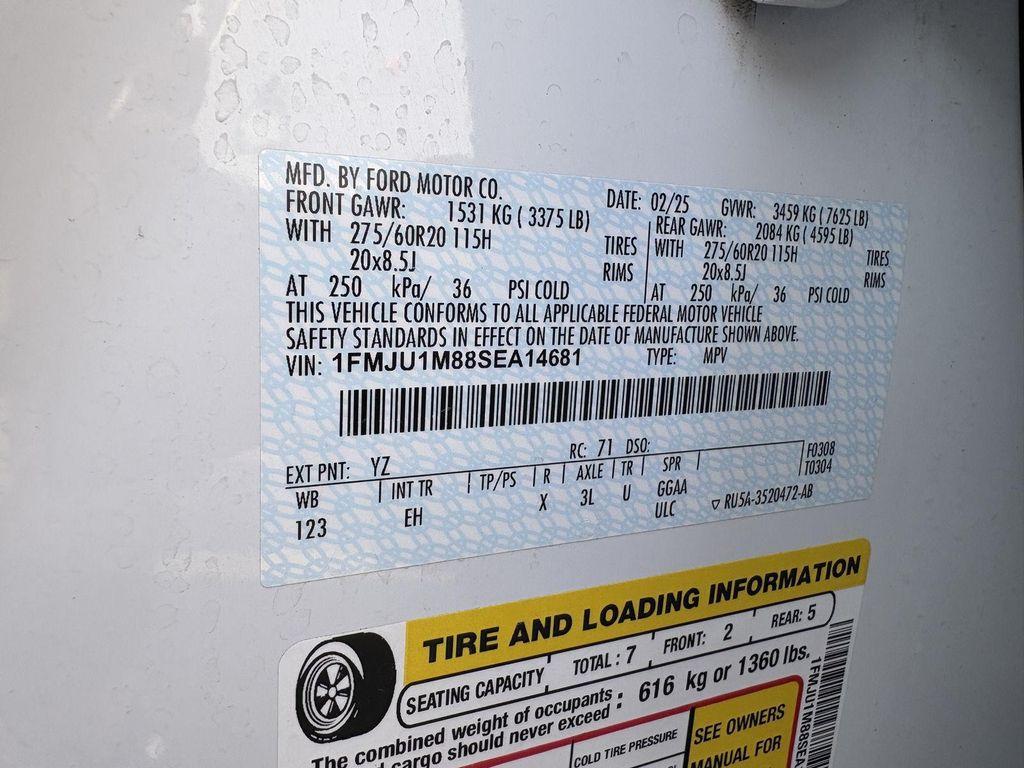 MFD. BY FORD MOTOR CO. DATE: 02/25 GVWR: 3459 KG ( 7625 LB)
FRONT GAWR: 1531 KG ( 3375 LB) REAR GAWR: 2084 KG ( 4595 LB)
WITH 275/60R20 115H TIRES WITH 275/60R20 115H TIRES
20x8.5J RIMS 20x8.5J RIMS
AT 250 kPa/ 36 PSI COLD AT 250 kPa/ 36 PSI COLD
THIS VEHICLE CONFORMS TO ALL APPLICABLE FEDERAL MOTOR VEHICLE
SAFETY STANDARDS IN EFFECT ON THE DATE OF MANUFACTURE SHOWN ABOVE.
VIN: 1FMJU1M88SEA14681 TYPE: MPV
EXT PNT: YZ RC: 71 DSO: F0308
WB INT TR TP/PS R AXLE TR SPR T0304
123 EH X 3L U GGAA
ULC ▽ RU5A-3520472-AB
TIRE AND LOADING INFORMATION
SEATING CAPACITY TOTAL : 7 FRONT: 2 REAR: 5
The combined weight of occupants
and cargo should never exceed : 616 kg or 1360 lbs.
COLD TIRE PRESSURE SEE OWNERS
MANUAL FOR
1FMJU1M88SEA